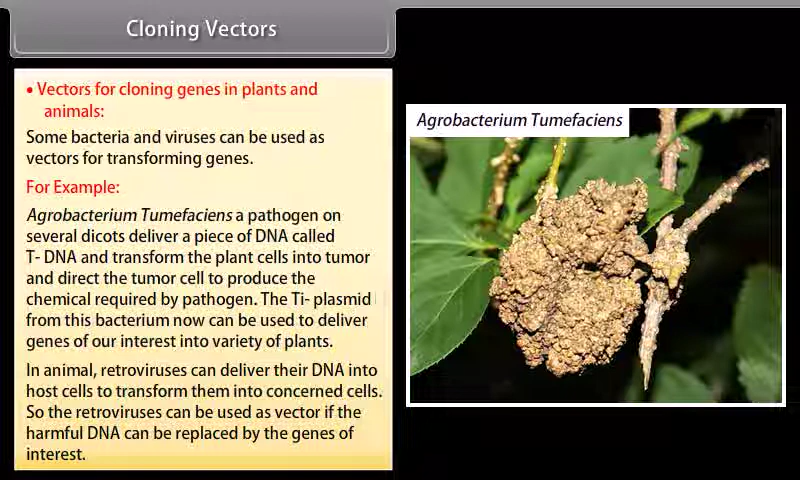 Cloning Vectors
• Vectors for cloning genes in plants and
animals:
Some bacteria and viruses can be used as
vectors for transforming genes.
For Example:
Agrobacterium Tumefaciens a pathogen on
several dicots deliver a piece of DNA called
T- DNA and transform the plant cells into tumor
and direct the tumor cell to produce the
chemical required by pathogen. The Ti- plasmid
from this bacterium now can be used to deliver
genes of our interest into variety of plants.
In animal, retroviruses can deliver their DNA into
host cells to transform them into concerned cells.
So the retroviruses can be used as vector if the
harmful DNA can be replaced by the genes of
interest.
Agrobacterium Tumefaciens